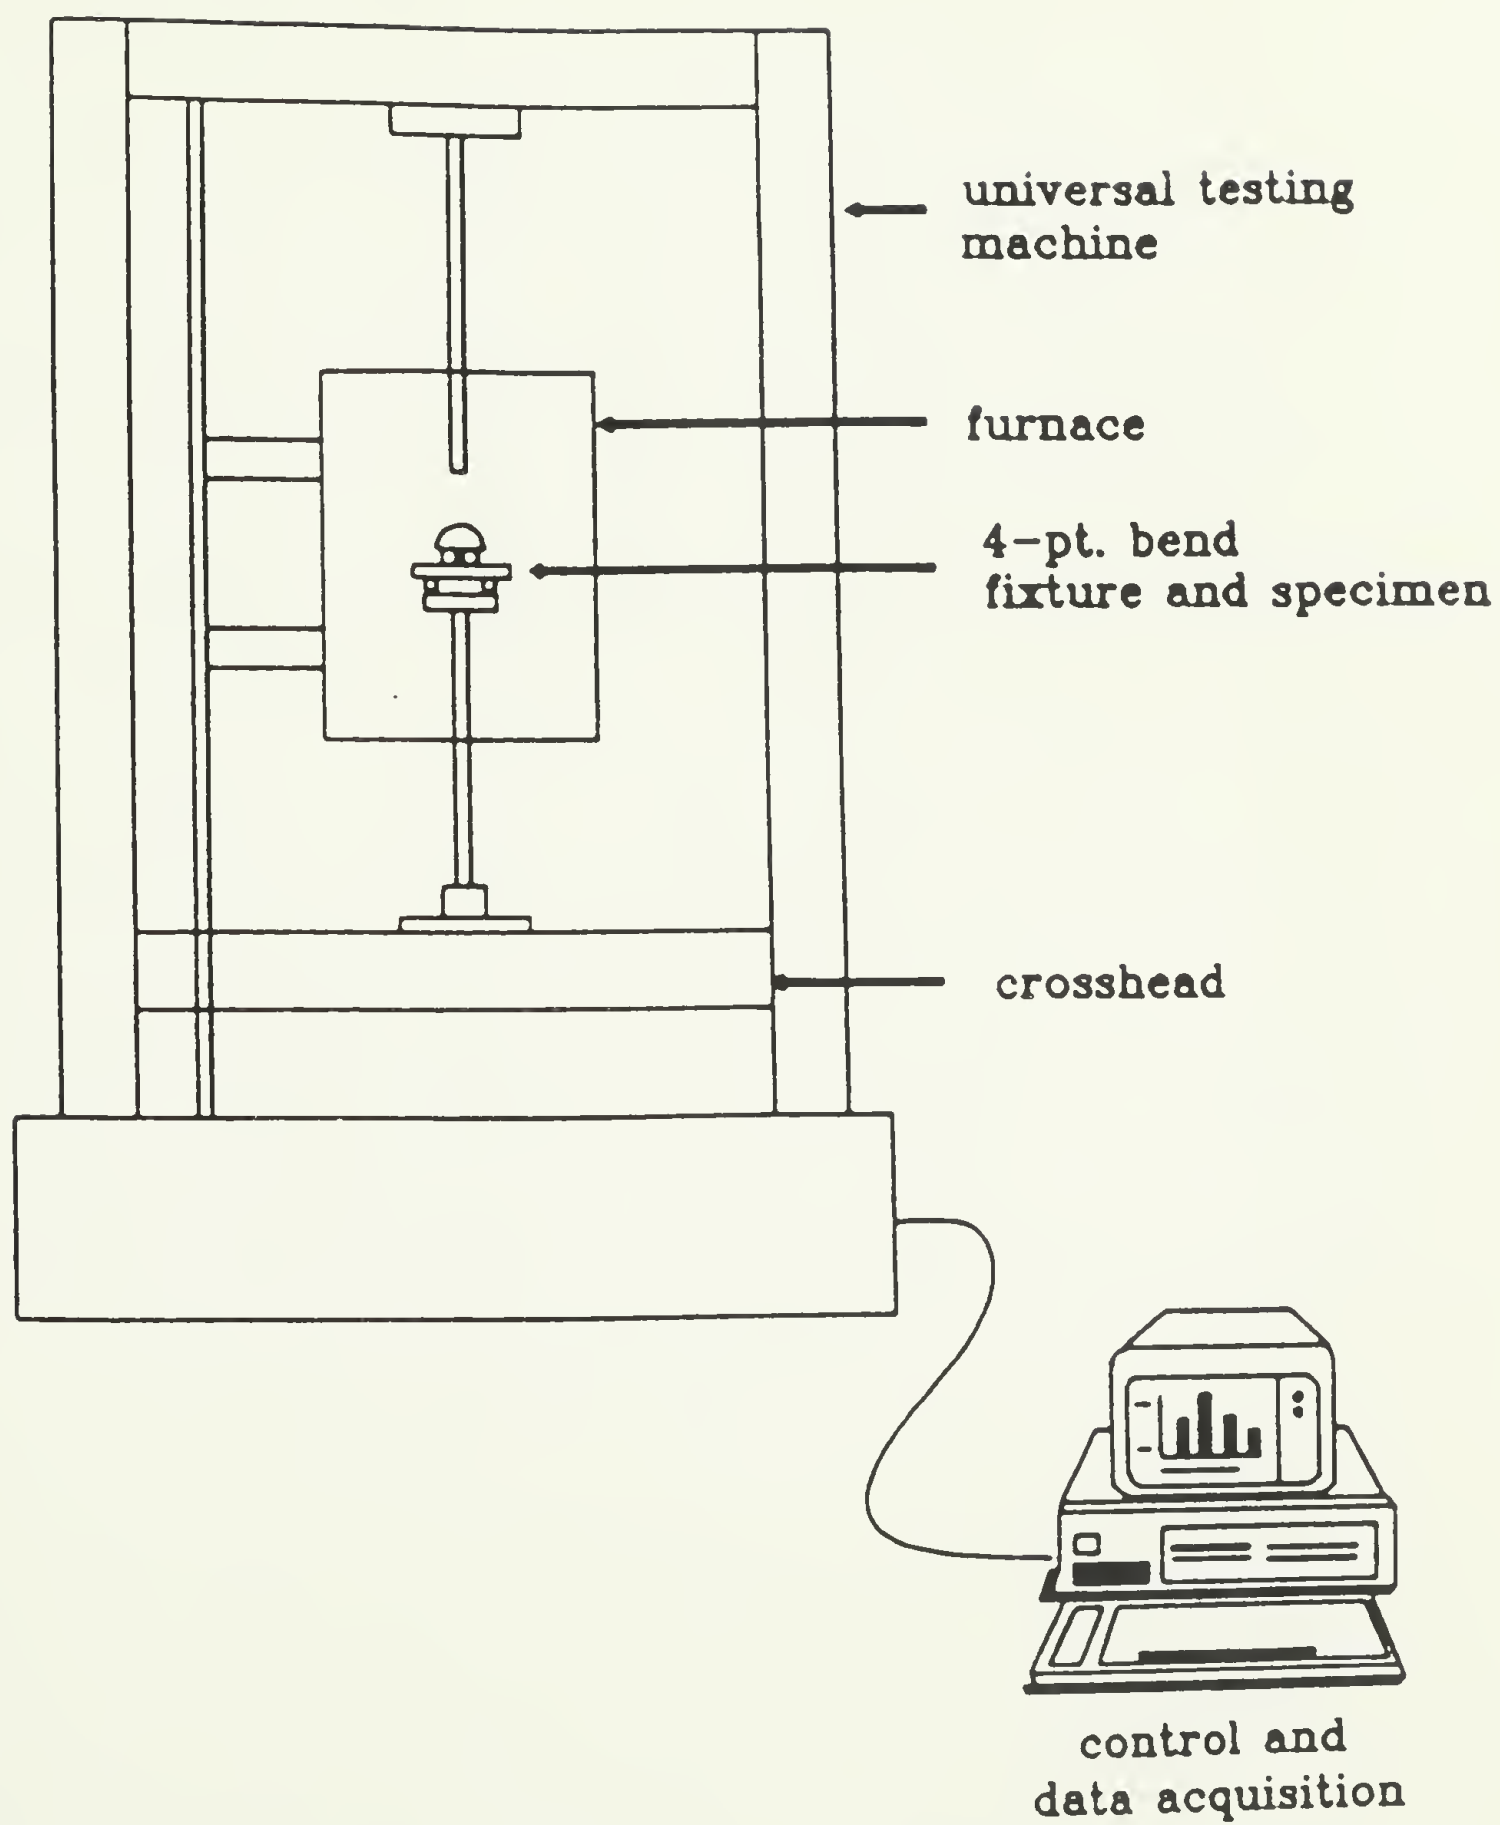 universal testing
machine
furnace
4-pt. bend
fixture and specimen
crosshead
control and
data acquisition